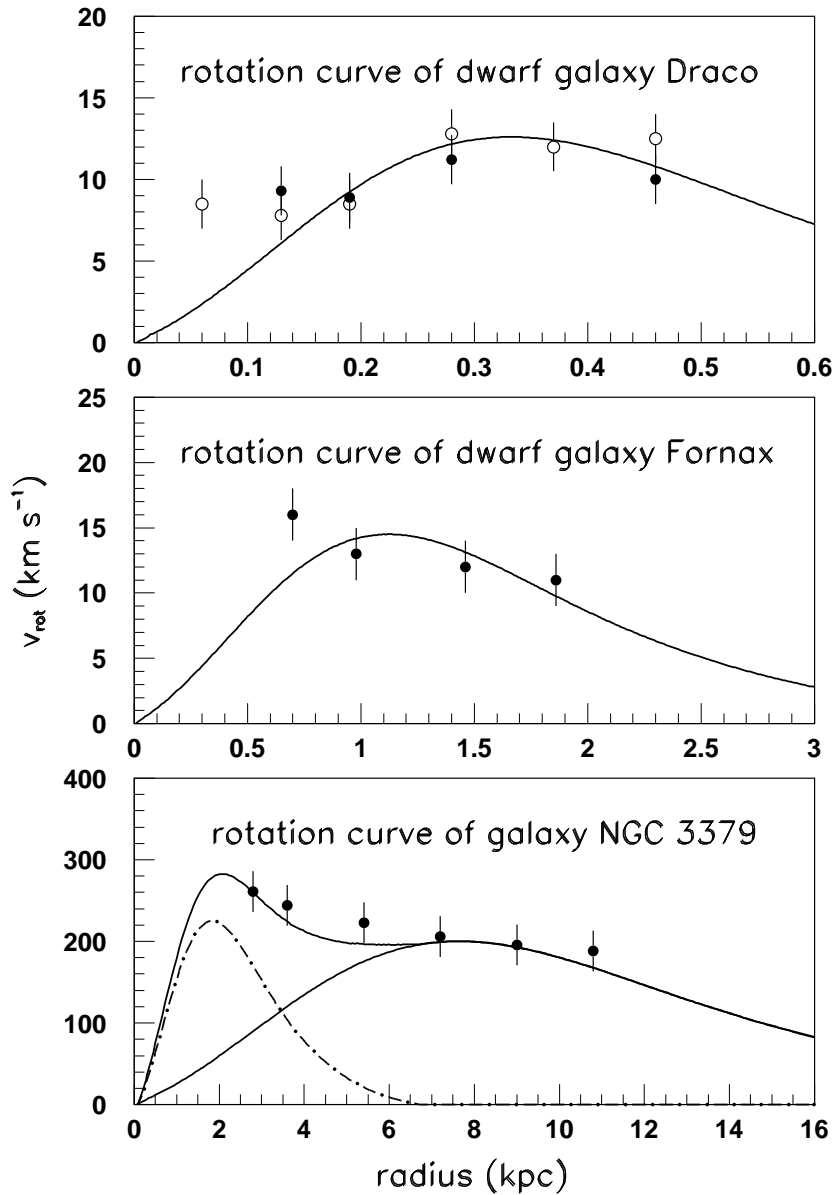 20
rotation curve of dwarf galaxy Draco
15
10
5
0
0 0.1 0.2 0.3 0.4 0.5 0.6
25
rotation curve of dwarf galaxy Fornax
20
15
10
5
0
0 0.5 1 1.5 2 2.5 3
v_rot (km s⁻¹)
400
rotation curve of galaxy NGC 3379
300
200
100
0
0 2 4 6 8 10 12 14 16
radius (kpc)